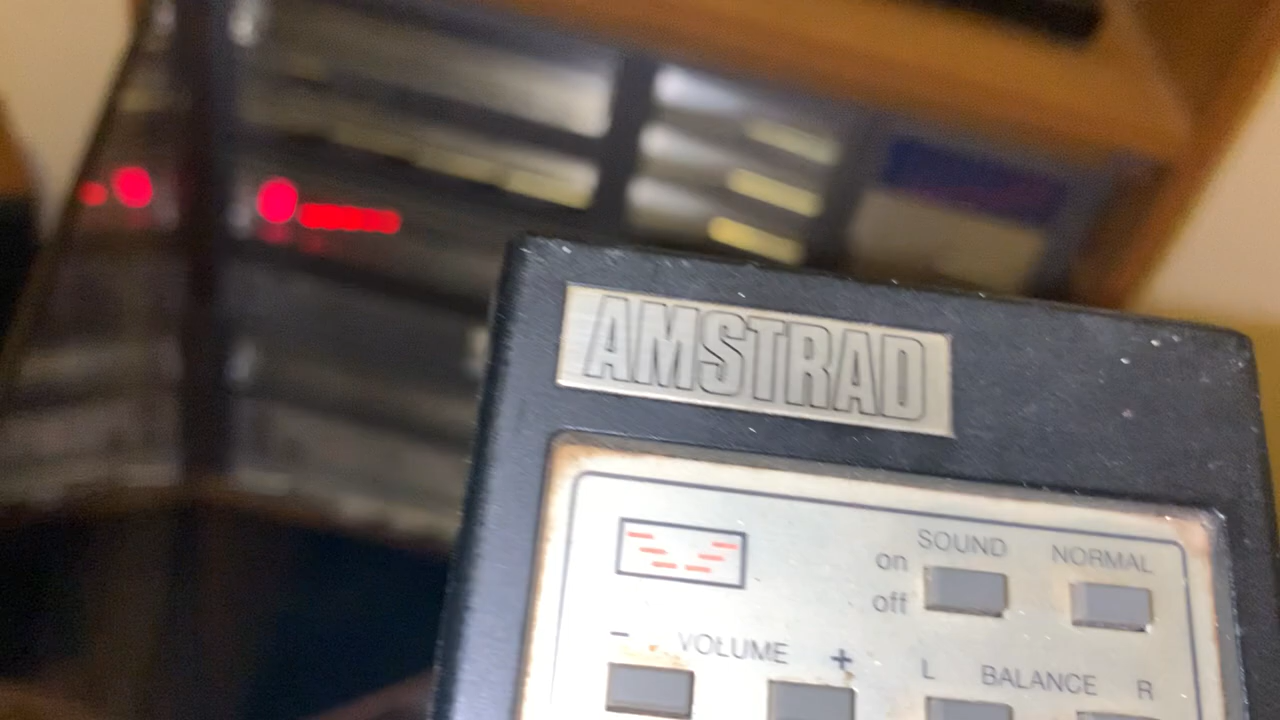 AMSTRAD
SOUND
NORMAL
on
off
- VOLUME +
L BALANCE R